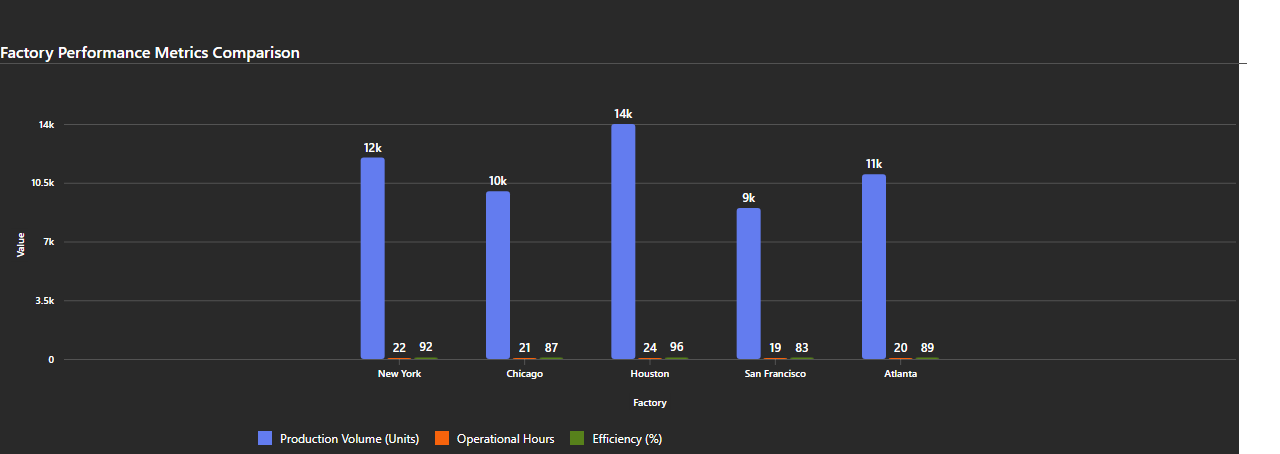 Factory Performance Metrics Comparison
14k
12k
14k
11k
10k
10.5k
9k
Value
7k
3.5k
22 92 21 87 24 96 19 83 20 89
0
New York Chicago Houston San Francisco Atlanta
Factory
Production Volume (Units) Operational Hours Efficiency (%)